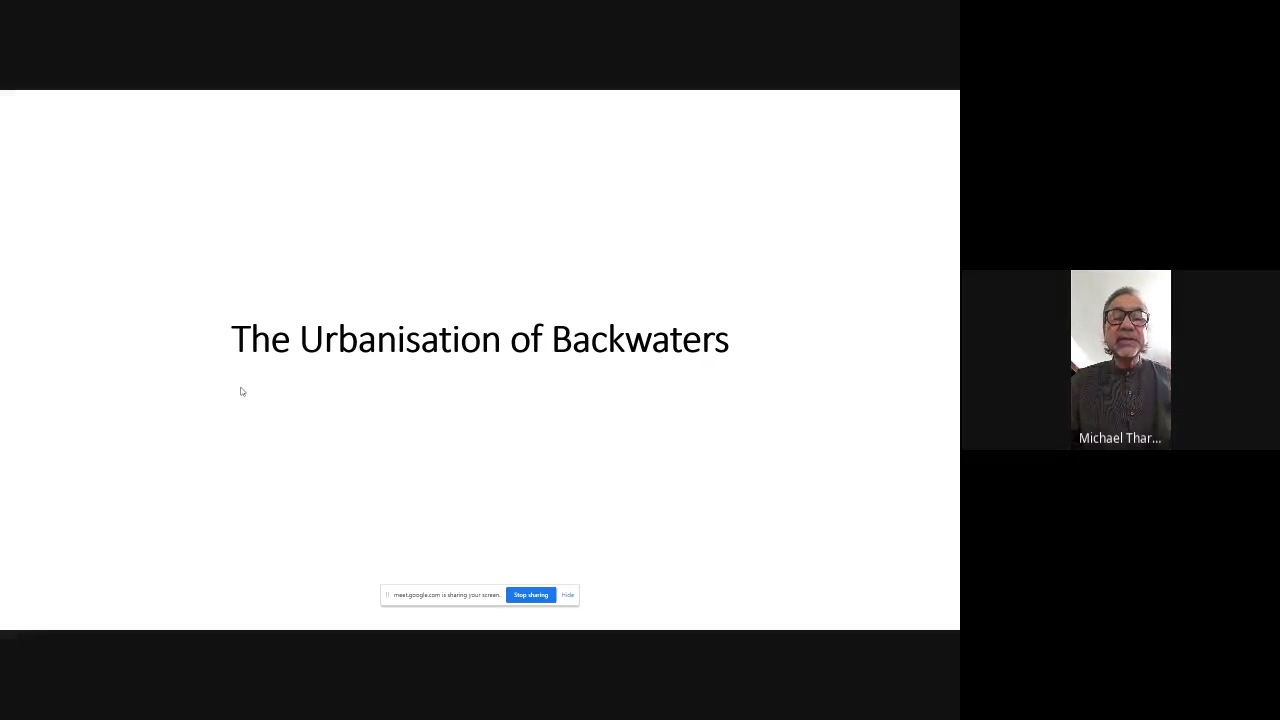 The Urbanisation of Backwaters
Michael Thar...
meet.google.com is sharing your screen.
Stop sharing
Hide